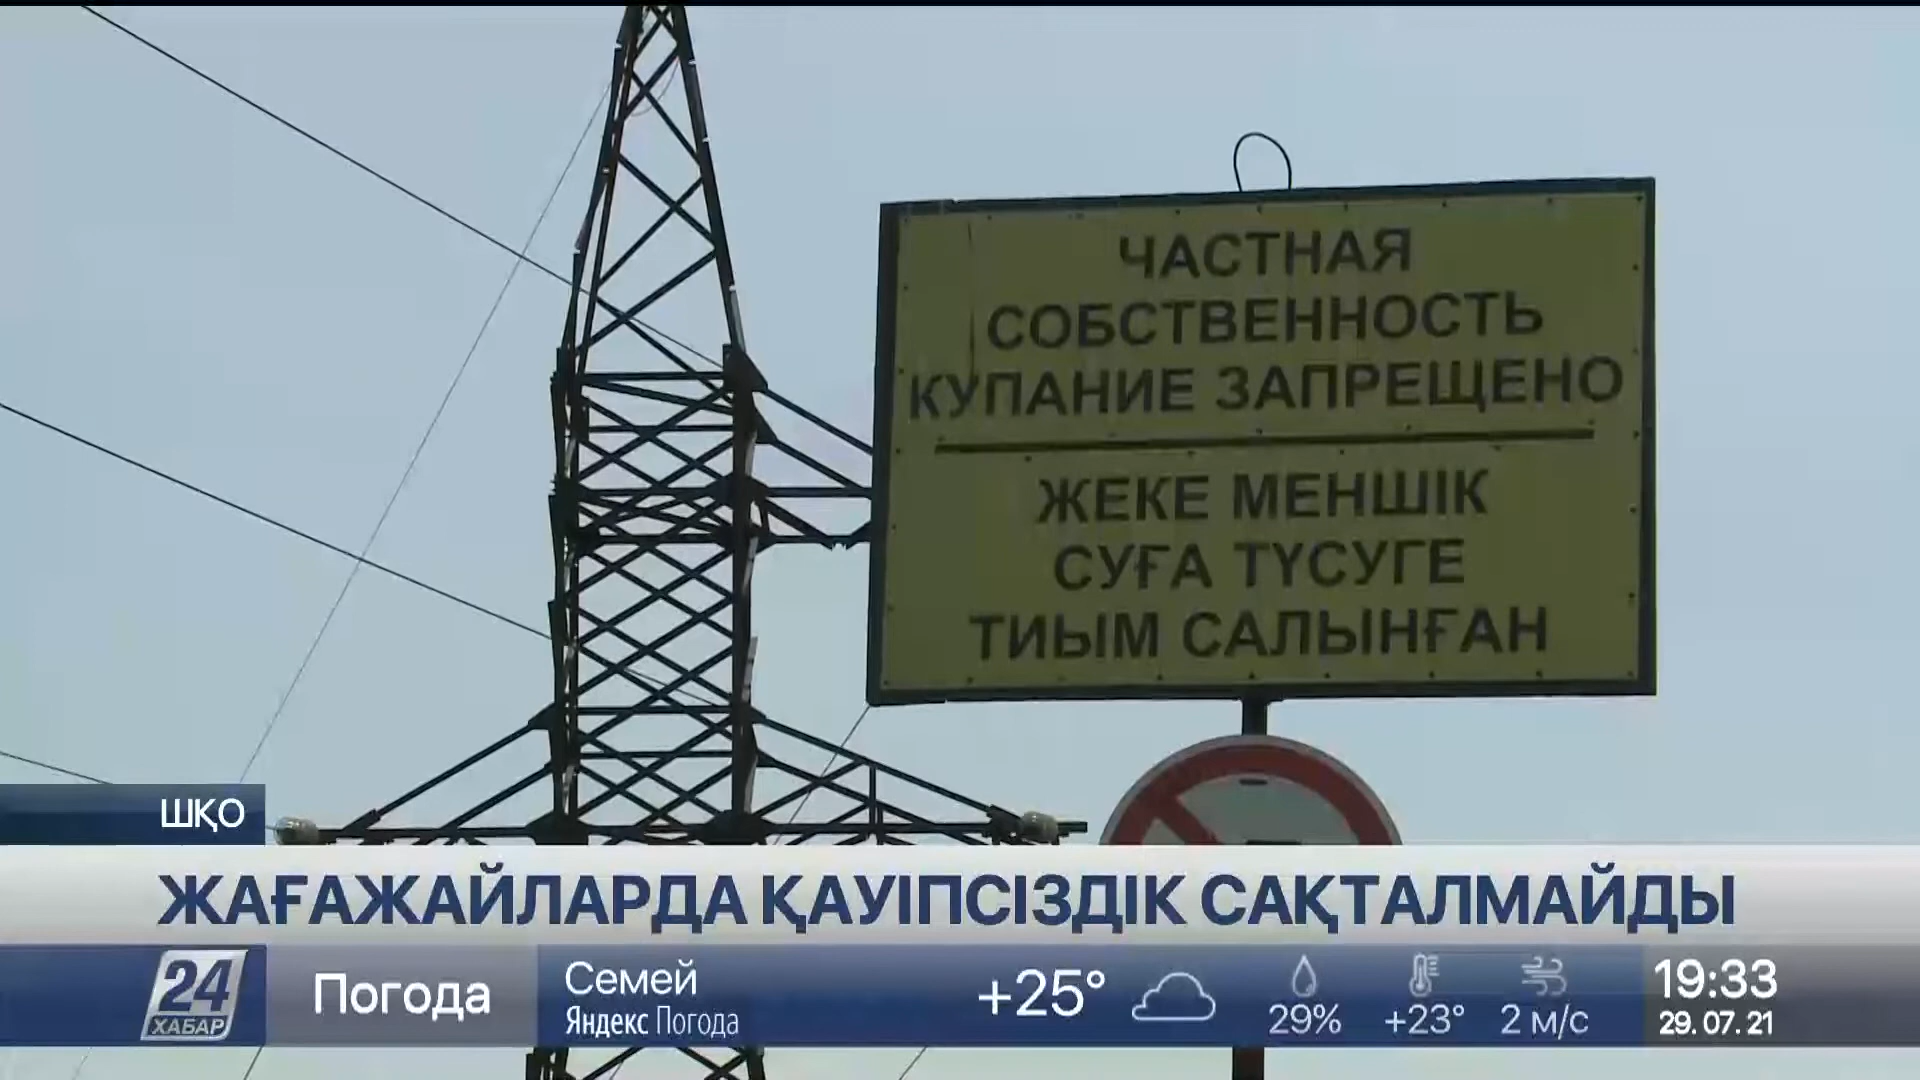 ЧАСТНАЯ
СОБСТВЕННОСТЬ
КУПАНИЕ ЗАПРЕЩЕНО
ЖЕКЕ МЕНШІК
СУҒА ТҮСУГЕ
ТИЫМ САЛЫНҒАН
ШҚО
ЖАҒАЖАЙЛАРДА ҚАУІПСІЗДІК САҚТАЛМАЙДЫ
24
ХАБАР
Погода
Семей
Яндекс Погода
+25°
29%
+23°
2 м/с
19:33
29. 07. 21